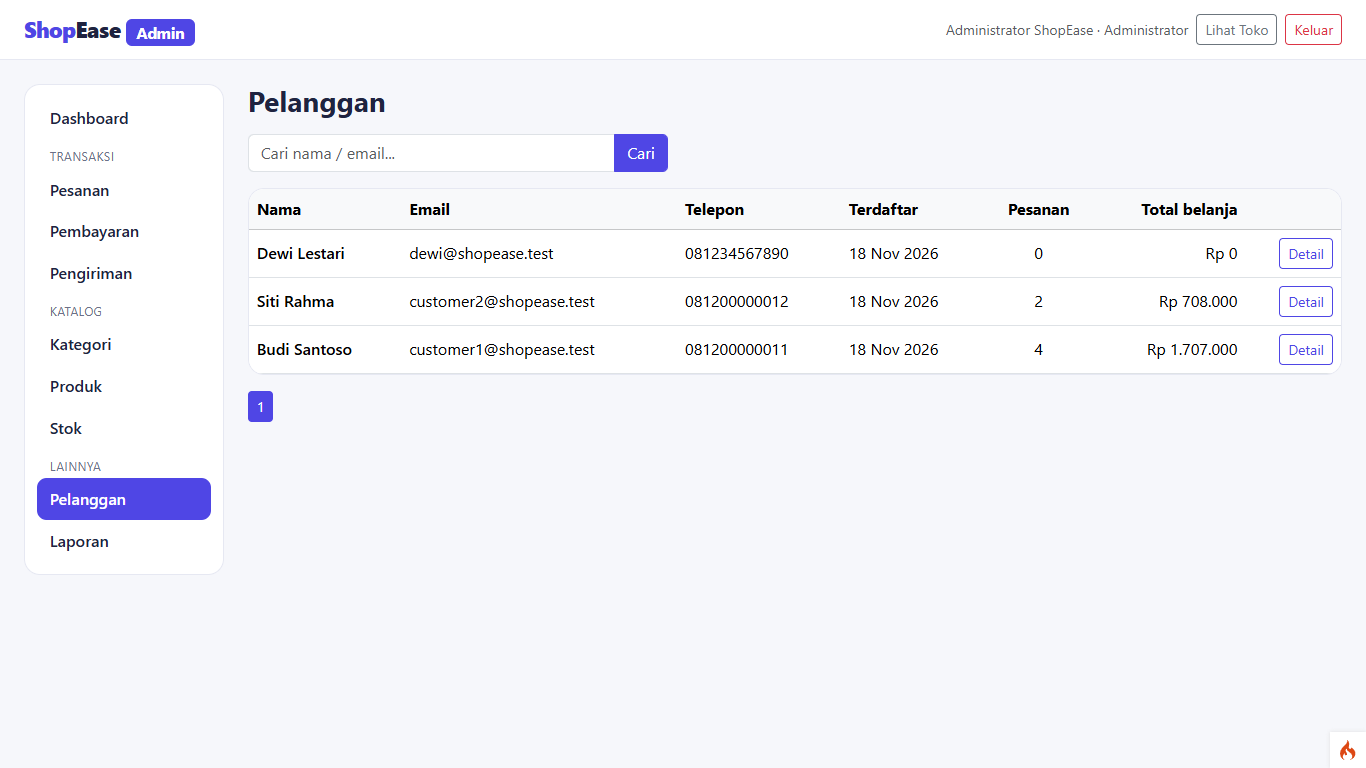 ShopEase Admin
Administrator ShopEase · Administrator Lihat Toko Keluar
Dashboard
TRANSAKSI
Pesanan
Pembayaran
Pengiriman
KATALOG
Kategori
Produk
Stok
LAINNYA
Pelanggan
Laporan
Pelanggan
Cari nama / email... Cari
Nama Email Telepon Terdaftar Pesanan Total belanja
Dewi Lestari dewi@shopease.test 081234567890 18 Nov 2026 0 Rp 0 Detail
Siti Rahma customer2@shopease.test 081200000012 18 Nov 2026 2 Rp 708.000 Detail
Budi Santoso customer1@shopease.test 081200000011 18 Nov 2026 4 Rp 1.707.000 Detail
1